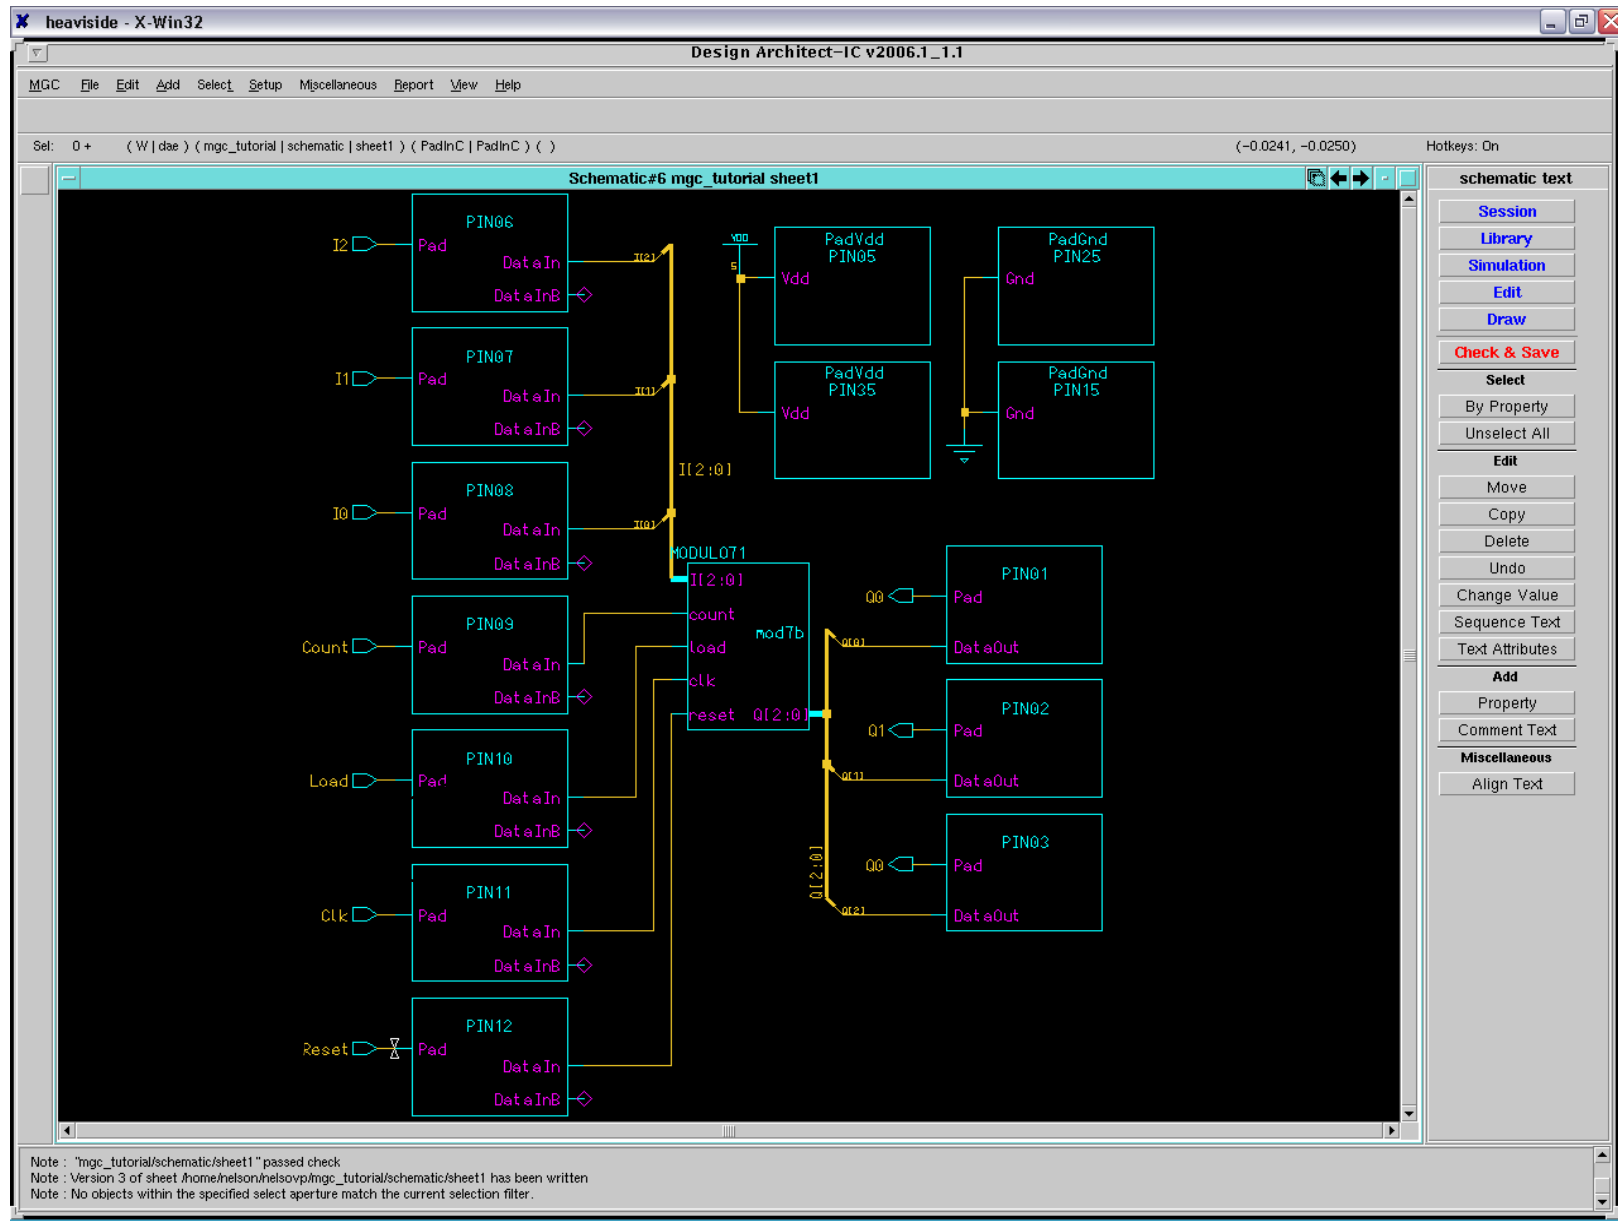 heaviside - X-Win32
Design Architect-IC v2006.1_1.1
MGC File Edit Add Select Setup Miscellaneous Report View Help
Sel: 0 + ( W | dae ) ( mgc_tutorial | schematic | sheet1 ) ( PadInC | PadInC ) ( ) (-0.0241, -0.0250) Hotkeys: On
Schematic#6 mgc_tutorial sheet1
I2 Pad PIN06 DataIn DataInB I[2]
I1 Pad PIN07 DataIn DataInB I[1]
I[2:0]
I0 Pad PIN08 DataIn DataInB I[0]
Count Pad PIN09 DataIn DataInB
Load Pad PIN10 DataIn DataInB
Clk Pad PIN11 DataIn DataInB
Reset Pad PIN12 DataIn DataInB
VDD
5
PadVdd
PIN05
Vdd
PadVdd
PIN35
Vdd
PadGnd
PIN25
Gnd
PadGnd
PIN15
Gnd
MODULO71
I[2:0]
count
mod7b
load
clk
reset Q[2:0]
Q[2:0]
Q0 Pad PIN01 DataOut Q[0]
Q1 Pad PIN02 DataOut Q[1]
Q0 Pad PIN03 DataOut Q[2]
schematic text
Session
Library
Simulation
Edit
Draw
Check & Save
Select
By Property
Unselect All
Edit
Move
Copy
Delete
Undo
Change Value
Sequence Text
Text Attributes
Add
Property
Comment Text
Miscellaneous
Align Text
Note : "mgc_tutorial/schematic/sheet1" passed check
Note : Version 3 of sheet /home/nelson/nelsovp/mgc_tutorial/schematic/sheet1 has been written
Note : No objects within the specified select aperture match the current selection filter.